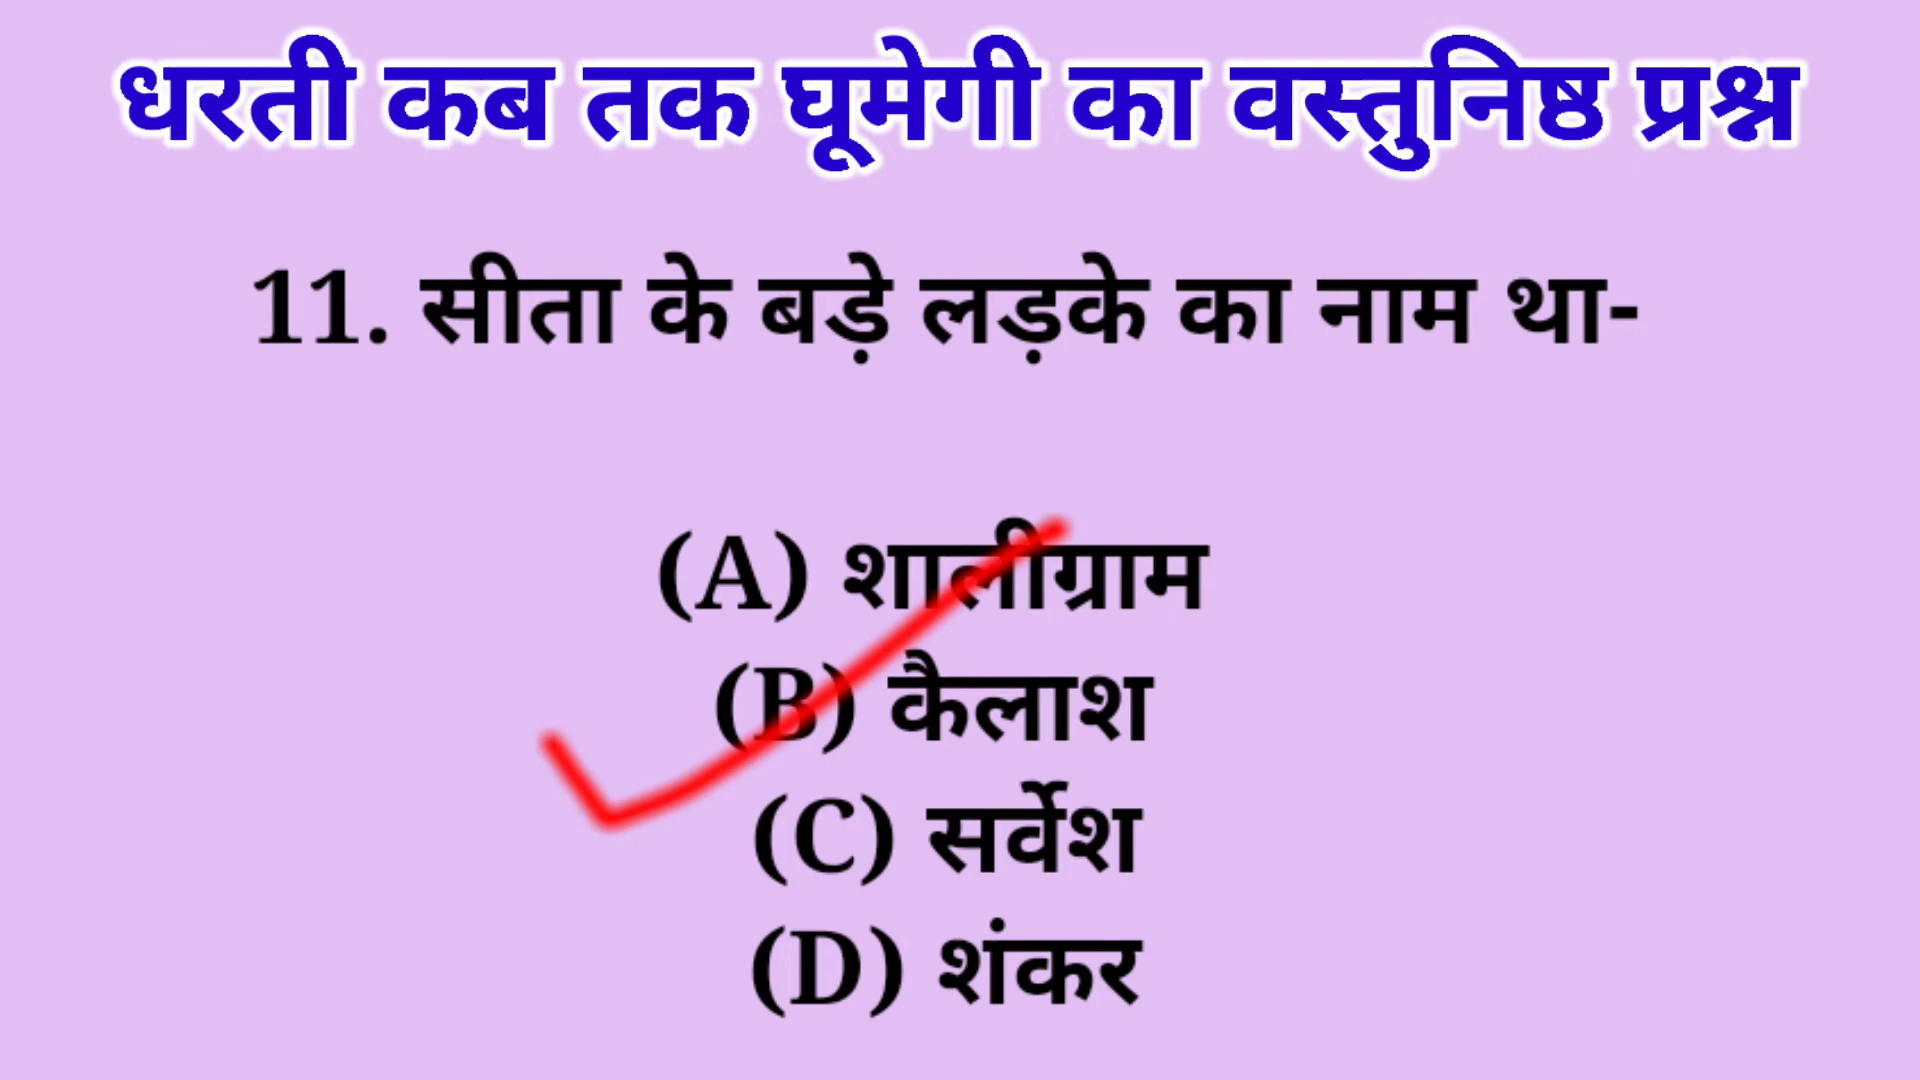 धरती कब तक घूमेगी का वस्तुनिष्ठ प्रश्न
11. सीता के बड़े लड़के का नाम था-
(A) शालीग्राम
(B) कैलाश
(C) सर्वेश
(D) शंकर